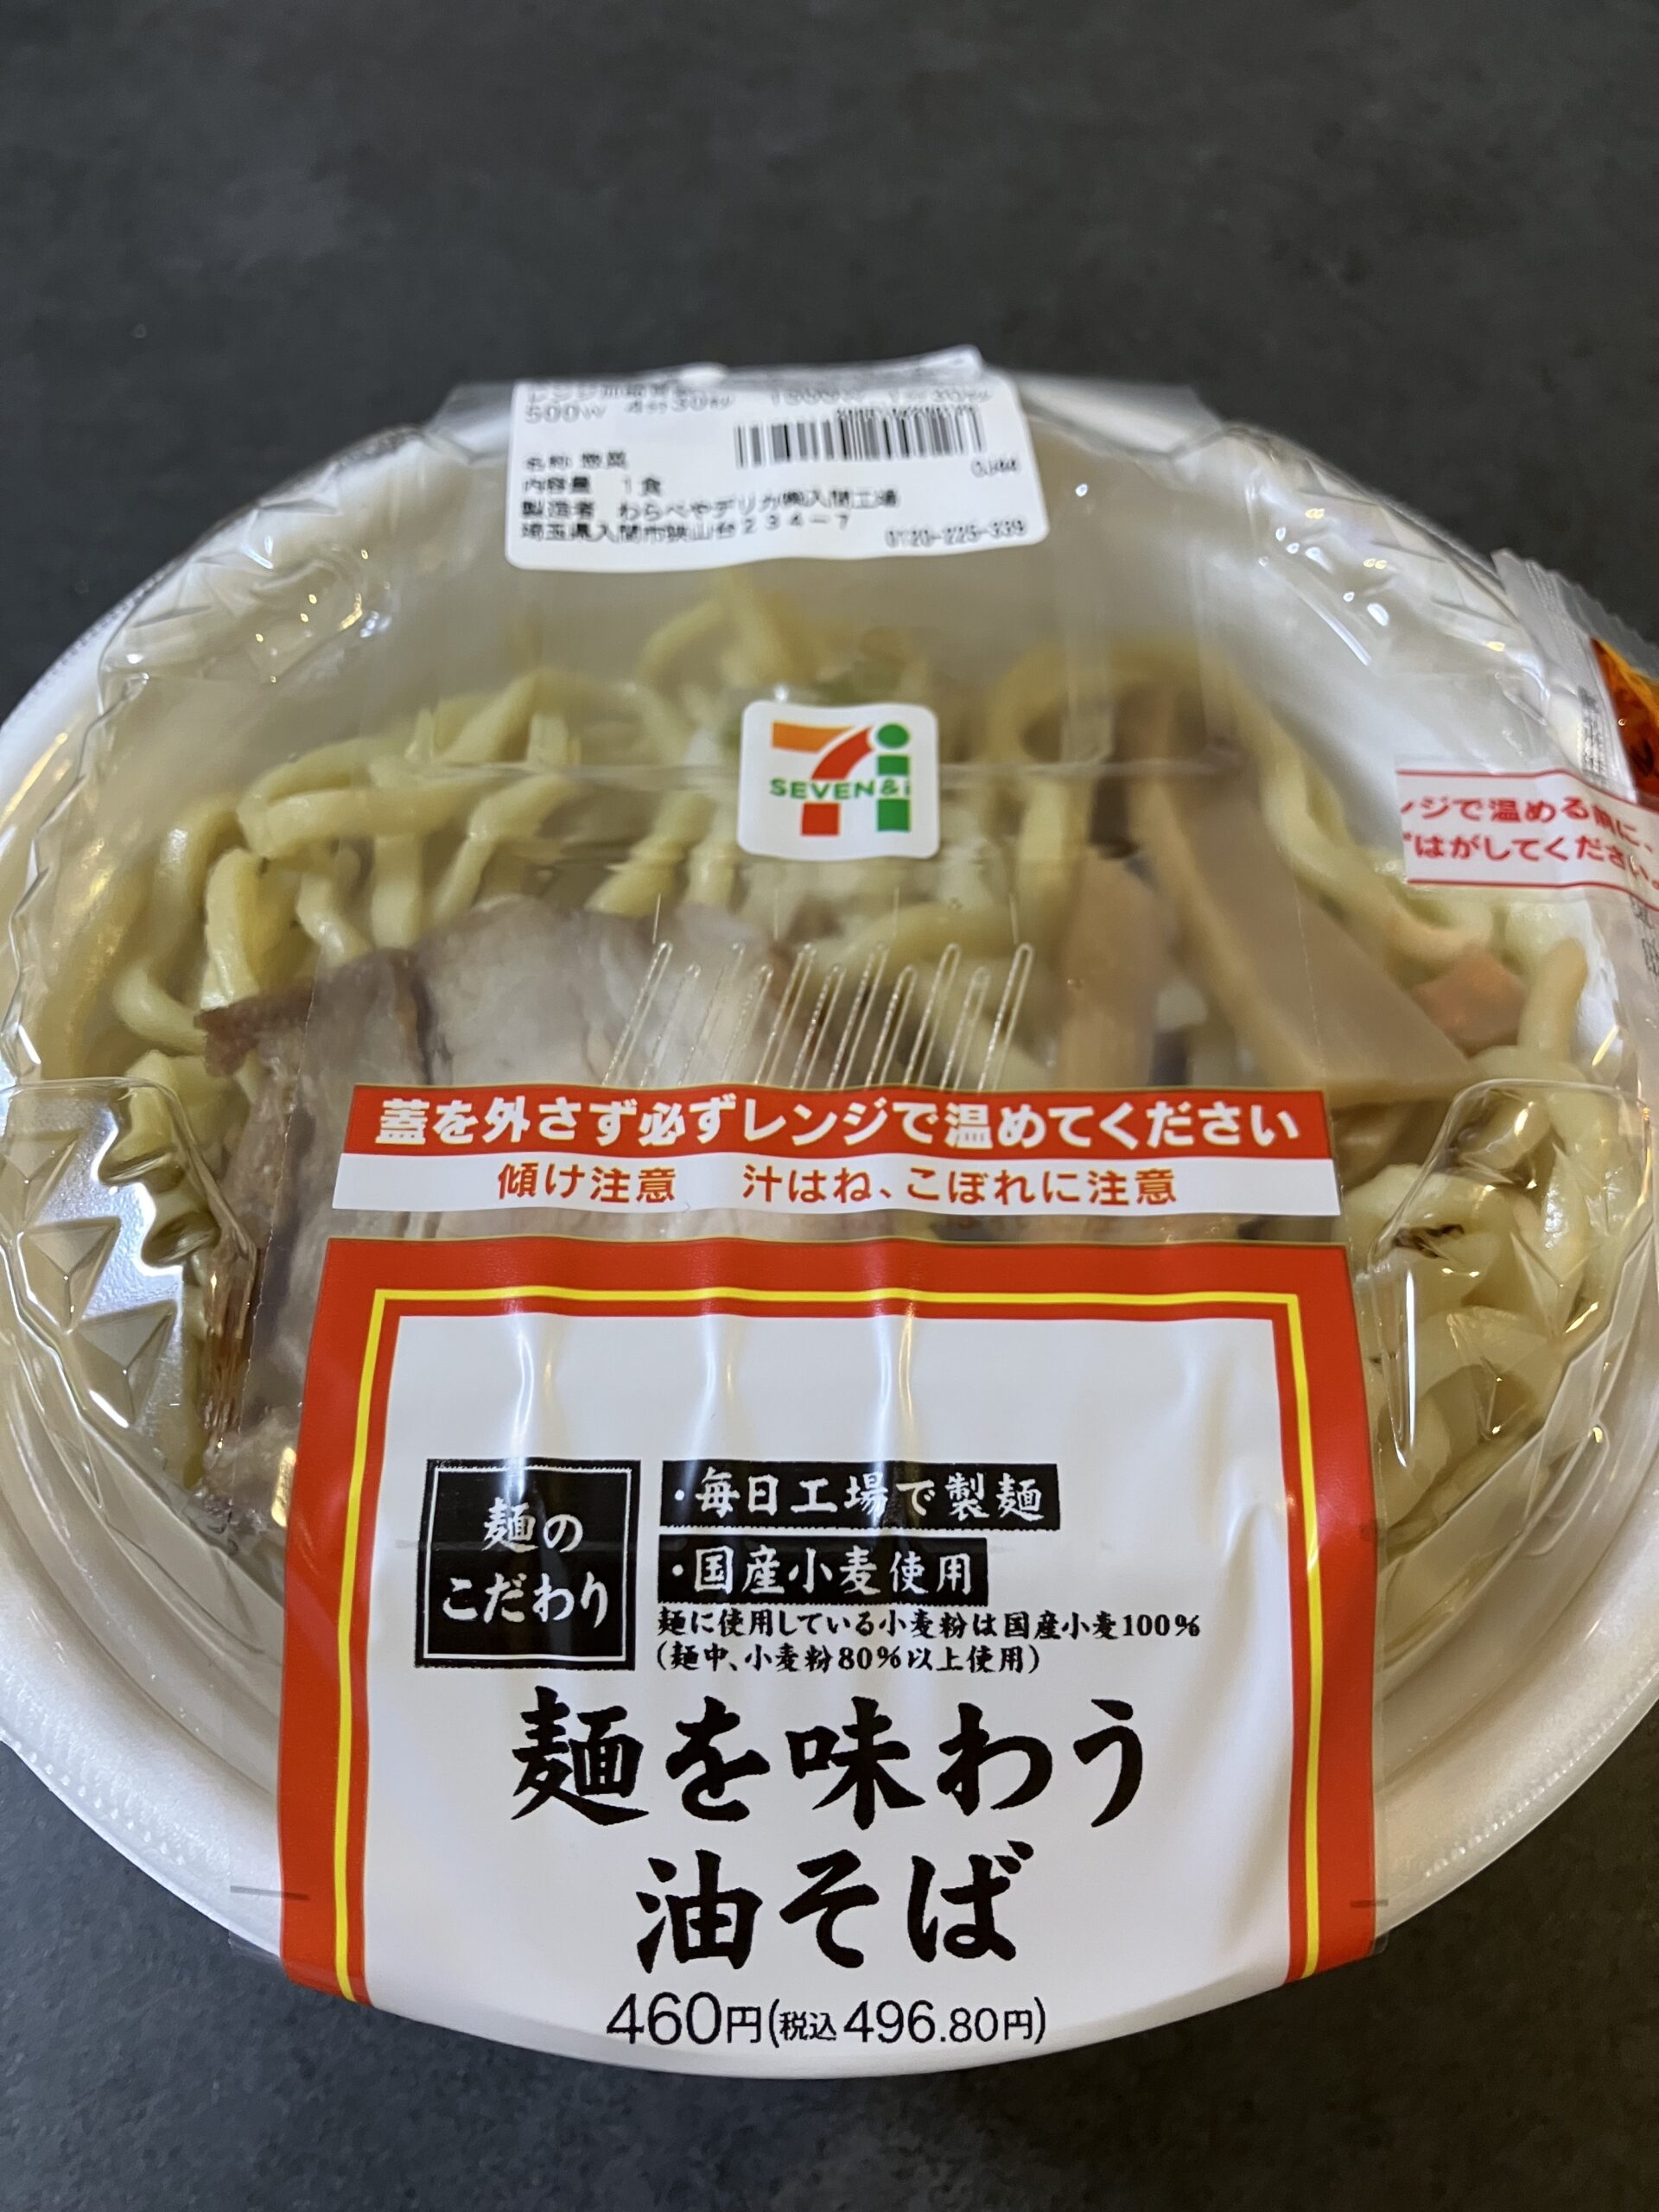 500W 4分30秒
名称 惣菜
内容量 1食
製造者 わらべやデリカ㈱入間工場
埼玉県入間市狭山台234-7
0120-225-339
SEVEN&i
ンジで温める前に、
ずはがしてください。
蓋を外さず必ずレンジで温めてください
傾け注意 汁はね、こぼれに注意
麺の
こだわり
・毎日工場で製麺
・国産小麦使用
麺に使用している小麦粉は国産小麦100%
(麺中、小麦粉80%以上使用)
麺を味わう
油そば
460円(税込496.80円)